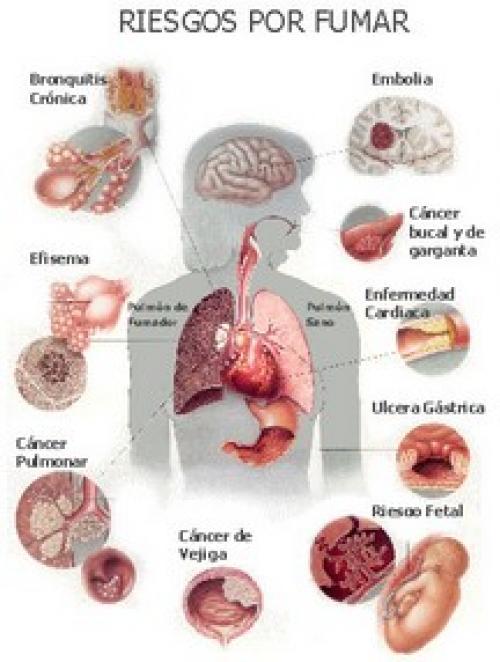 RIESGOS POR FUMAR
Bronquitis
Crónica
Embolia
Cáncer
bucal y de
garganta
Efisema
Enfermedad
Cardiaca
Pulmón de
Fumador
Pulmón
Sano
Ulcera Gástrica
Cáncer
Pulmonar
Riesgo Fetal
Cáncer de
Vejiga